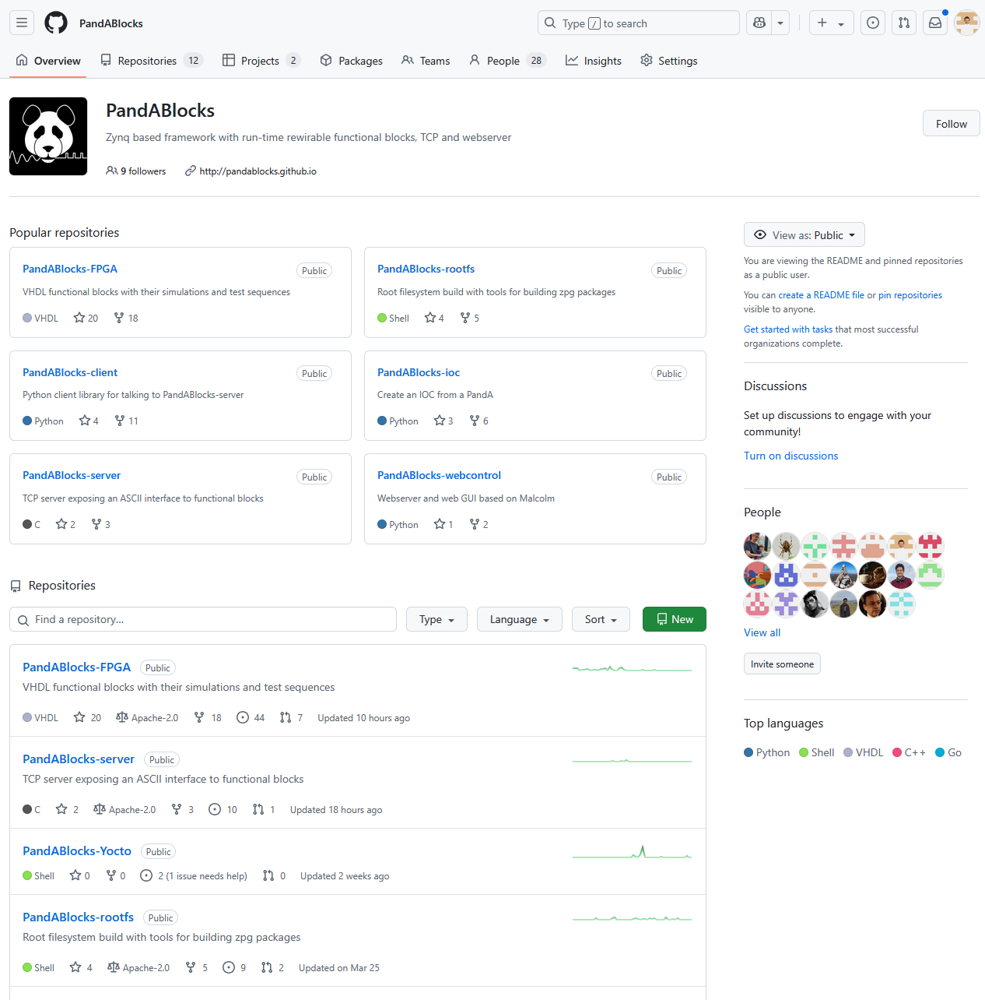 PandABlocks
Type / to search
Overview
Repositories 12
Projects 2
Packages
Teams
People 28
Insights
Settings
PandABlocks
Zynq based framework with run-time rewirable functional blocks, TCP and webserver
9 followers
http://pandablocks.github.io
Follow
Popular repositories
PandABlocks-FPGA
Public
VHDL functional blocks with their simulations and test sequences
VHDL 20 18
PandABlocks-rootfs
Public
Root filesystem build with tools for building zpg packages
Shell 4 5
PandABlocks-client
Public
Python client library for talking to PandABlocks-server
Python 4 11
PandABlocks-ioc
Public
Create an IOC from a PandA
Python 3 6
PandABlocks-server
Public
TCP server exposing an ASCII interface to functional blocks
C 2 3
PandABlocks-webcontrol
Public
Webserver and web GUI based on Malcolm
Python 1 2
Repositories
Find a repository...
Type
Language
Sort
New
PandABlocks-FPGA Public
VHDL functional blocks with their simulations and test sequences
VHDL 20 Apache-2.0 18 44 7 Updated 10 hours ago
PandABlocks-server Public
TCP server exposing an ASCII interface to functional blocks
C 2 Apache-2.0 3 10 1 Updated 18 hours ago
PandABlocks-Yocto Public
Shell 0 0 2 (1 issue needs help) 0 Updated 2 weeks ago
PandABlocks-rootfs Public
Root filesystem build with tools for building zpg packages
Shell 4 Apache-2.0 5 9 2 Updated on Mar 25
View as: Public
You are viewing the README and pinned repositories
as a public user.
You can create a README file or pin repositories
visible to anyone.
Get started with tasks that most successful
organizations complete.
Discussions
Set up discussions to engage with your
community!
Turn on discussions
People
View all
Invite someone
Top languages
Python Shell VHDL C++ Go